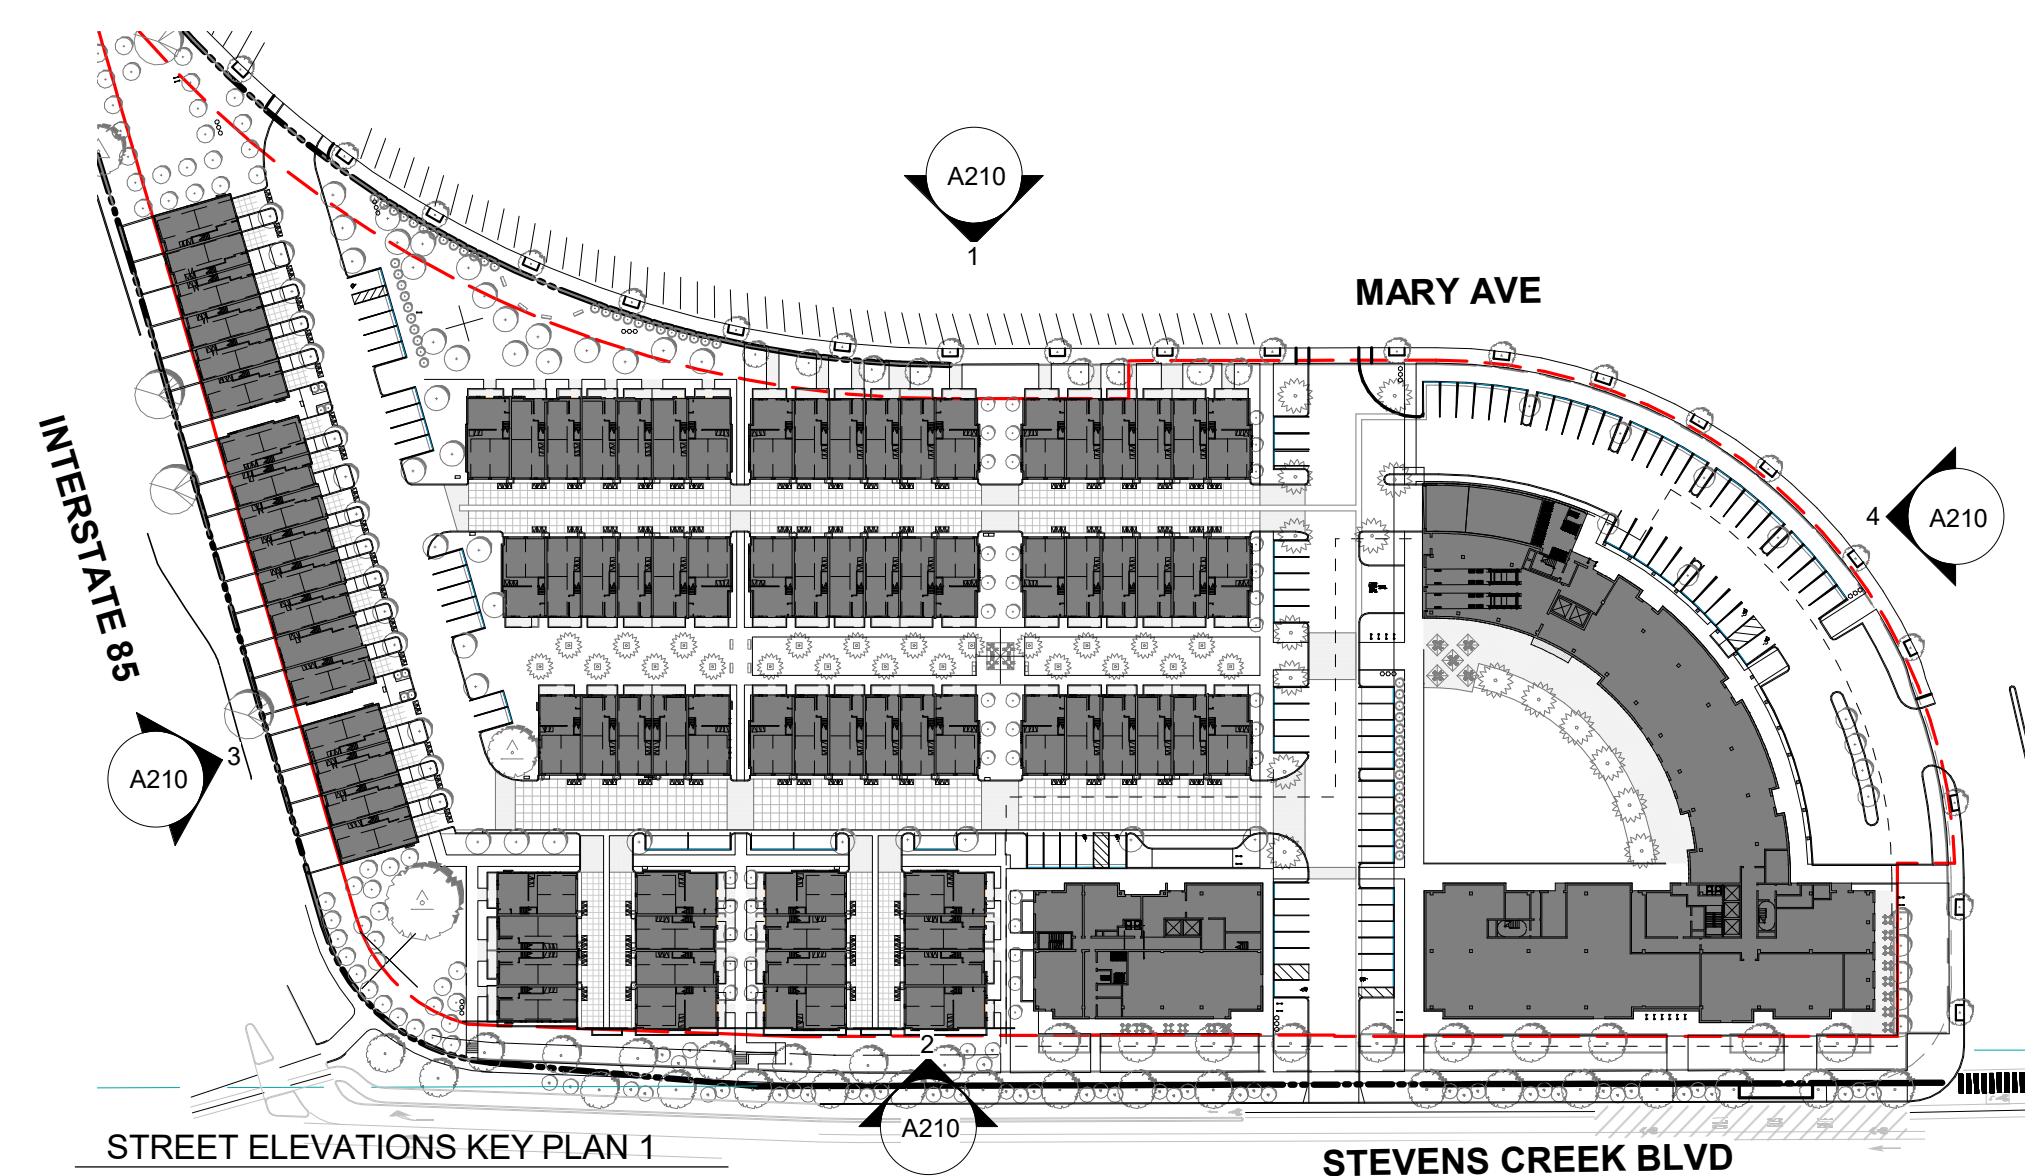 A210
1
MARY AVE
INTERSTATE 85
4
A210
3
A210
2
A210
STREET ELEVATIONS KEY PLAN 1
STEVENS CREEK BLVD